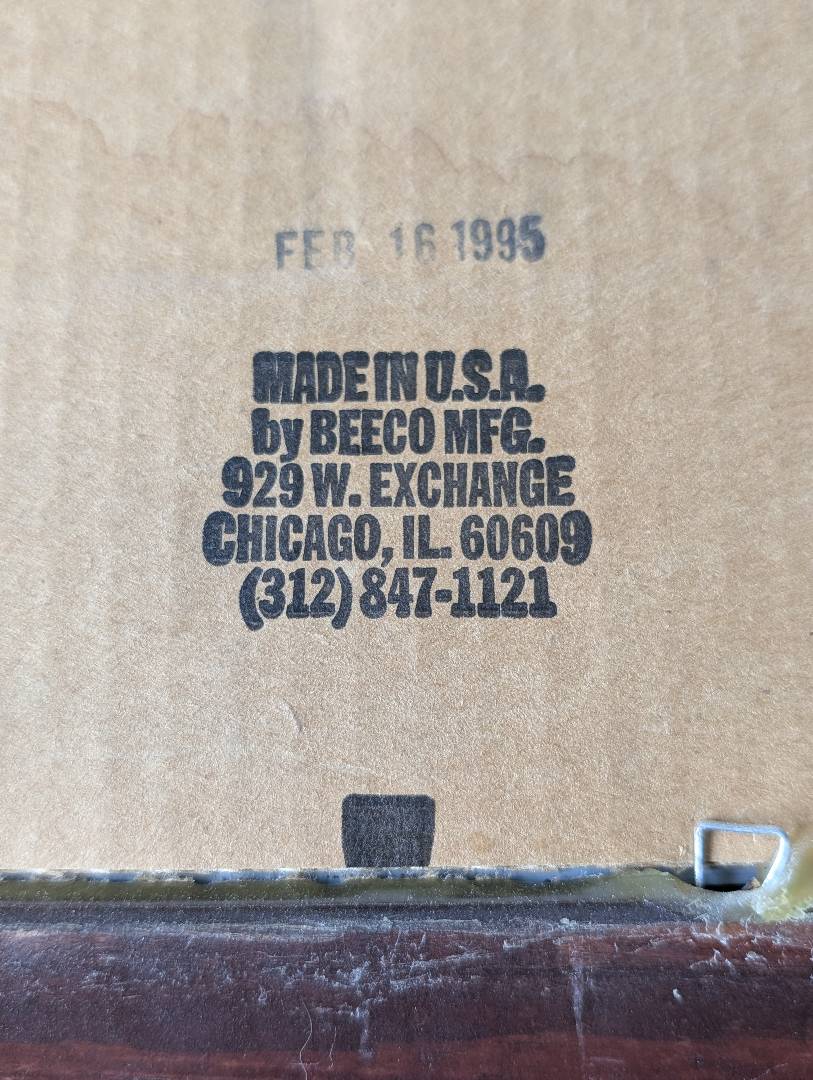 FEB 16 1995
MADE IN U.S.A.
by BEECO MFG.
929 W. EXCHANGE
CHICAGO, IL. 60609
(312) 847-1121